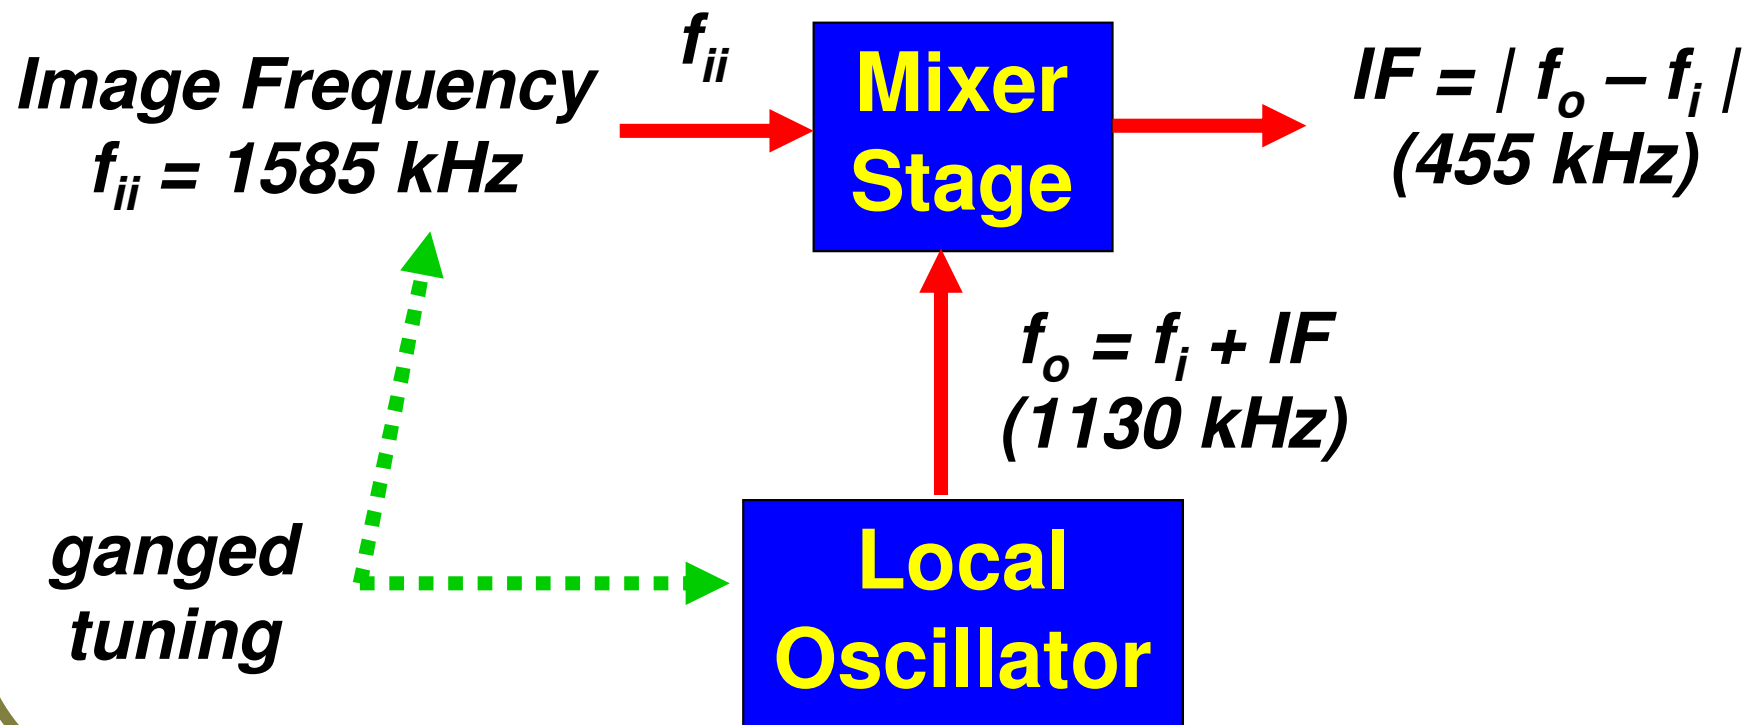 Image Frequency
f_ii = 1585 kHz
f_ii
Mixer
Stage
IF = | f_o – f_i |
(455 kHz)
f_o = f_i + IF
(1130 kHz)
ganged
tuning
Local
Oscillator